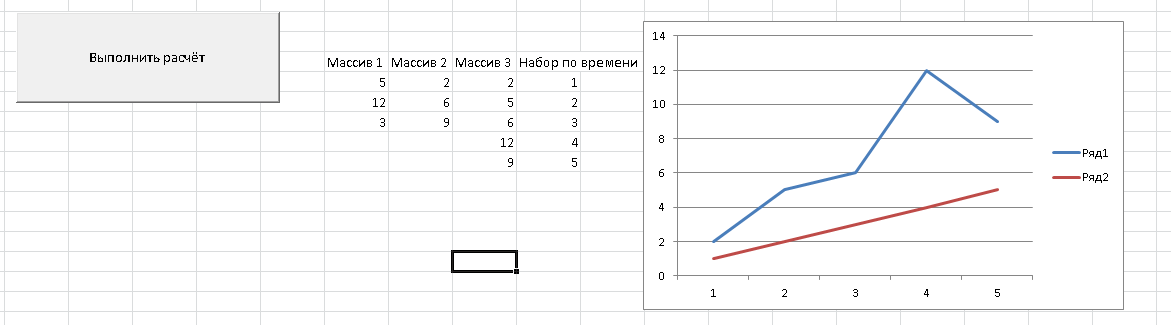 Выполнить расчёт
Массив 1 Массив 2 Массив 3 Набор по времени
5 2 2 1
12 6 5 2
3 9 6 3
12 4
9 5
14
12
10
8
6
4
2
0
1 2 3 4 5
Ряд1
Ряд2